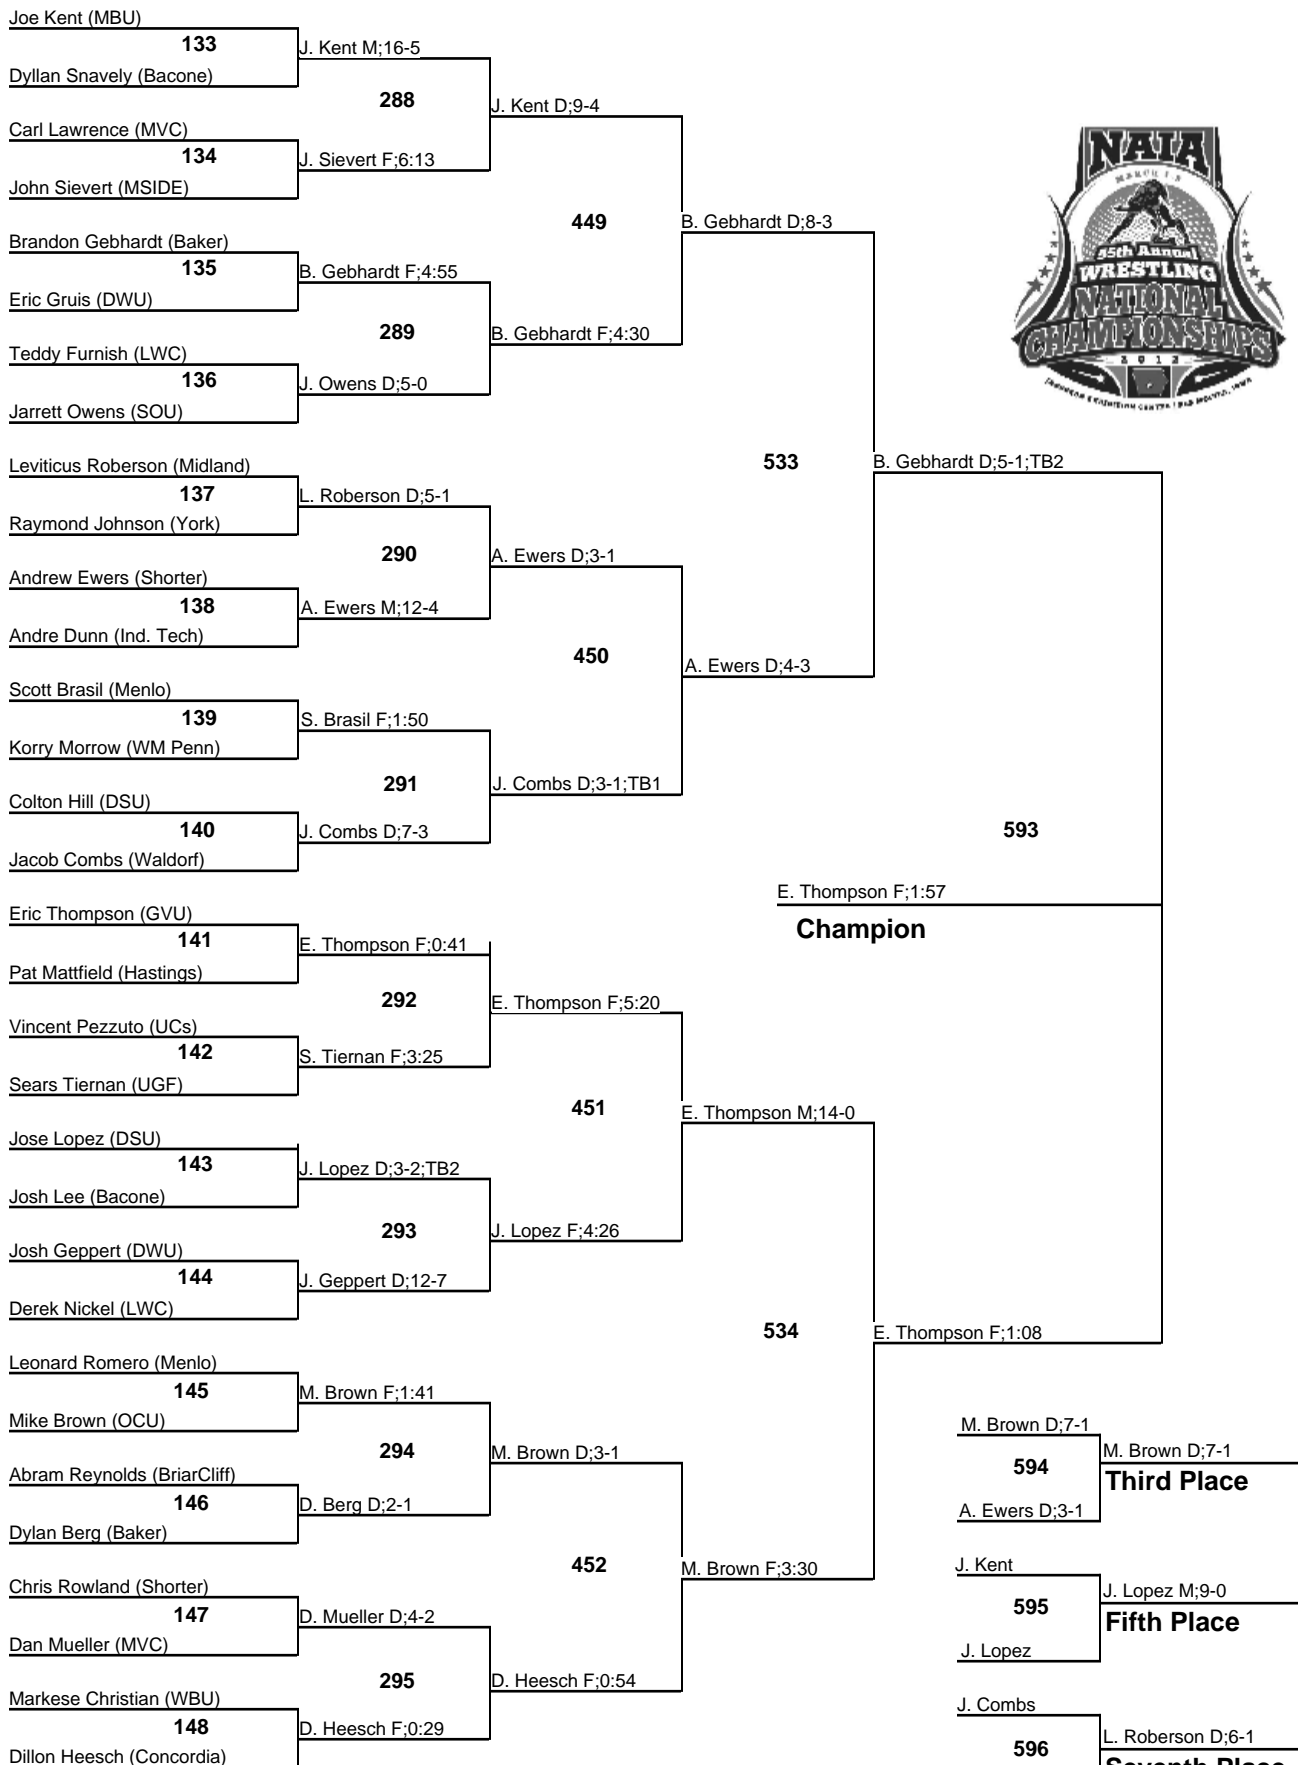 Joe Kent (MBU)
133
Dyllan Snavely (Bacone)
J. Kent M;16-5
288
Carl Lawrence (MVC)
134
John Sievert (MSIDE)
J. Sievert F;6:13
J. Kent D;9-4
449
Brandon Gebhardt (Baker)
135
Eric Gruis (DWU)
B. Gebhardt F;4:55
289
Teddy Furnish (LWC)
136
Jarrett Owens (SOU)
J. Owens D;5-0
B. Gebhardt F;4:30
B. Gebhardt D;8-3
533
Leviticus Roberson (Midland)
137
Raymond Johnson (York)
L. Roberson D;5-1
290
Andrew Ewers (Shorter)
138
Andre Dunn (Ind. Tech)
A. Ewers M;12-4
A. Ewers D;3-1
450
Scott Brasil (Menlo)
139
Korry Morrow (WM Penn)
S. Brasil F;1:50
291
Colton Hill (DSU)
140
Jacob Combs (Waldorf)
J. Combs D;7-3
J. Combs D;3-1;TB1
A. Ewers D;4-3
B. Gebhardt D;5-1;TB2
593
E. Thompson F;1:57
Champion
Eric Thompson (GVU)
141
Pat Mattfield (Hastings)
E. Thompson F;0:41
292
Vincent Pezzuto (UCs)
142
Sears Tiernan (UGF)
S. Tiernan F;3:25
E. Thompson F;5:20
451
Jose Lopez (DSU)
143
Josh Lee (Bacone)
J. Lopez D;3-2;TB2
293
Josh Geppert (DWU)
144
Derek Nickel (LWC)
J. Geppert D;12-7
J. Lopez F;4:26
E. Thompson M;14-0
534
E. Thompson F;1:08
Leonard Romero (Menlo)
145
Mike Brown (OCU)
M. Brown F;1:41
294
Abram Reynolds (BriarCliff)
146
Dylan Berg (Baker)
D. Berg D;2-1
M. Brown D;3-1
452
M. Brown F;3:30
Chris Rowland (Shorter)
147
Dan Mueller (MVC)
D. Mueller D;4-2
295
Markese Christian (WBU)
148
Dillon Heesch (Concordia)
D. Heesch F;0:29
D. Heesch F;0:54
M. Brown D;7-1
594
A. Ewers D;3-1
M. Brown D;7-1
Third Place
J. Kent
595
J. Lopez
J. Lopez M;9-0
Fifth Place
J. Combs
596
L. Roberson D;6-1
Seventh Place
NAIA
55th Annual
WRESTLING
NATIONAL
CHAMPIONSHIPS
2012